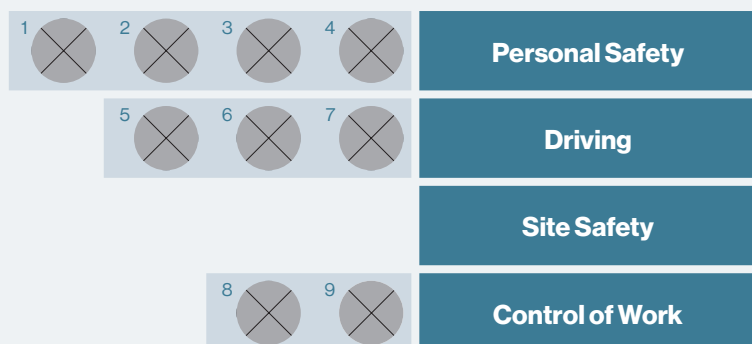 1 2 3 4 Personal Safety
5 6 7 Driving
Site Safety
8 9 Control of Work